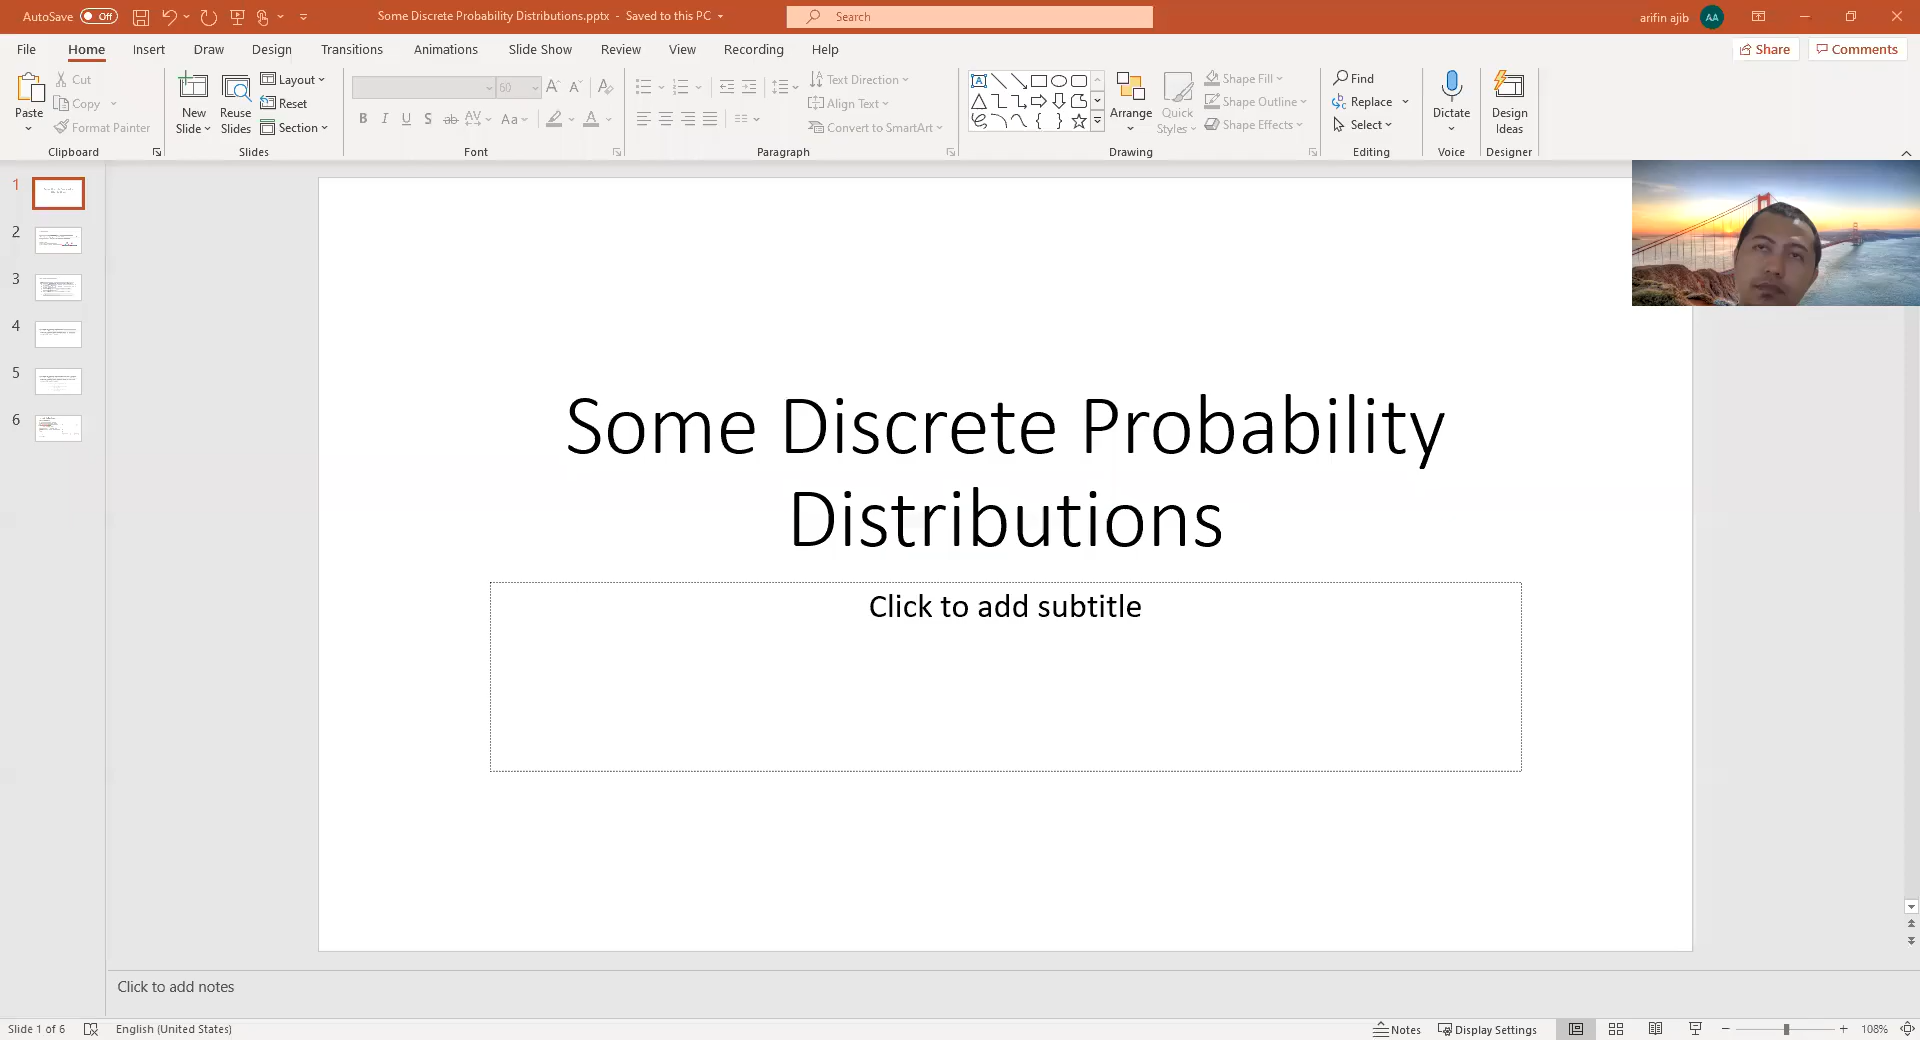 AutoSave Off
Some Discrete Probability Distributions.pptx - Saved to this PC
Search
arifin ajib AA
File Home Insert Draw Design Transitions Animations Slide Show Review View Recording Help
Share Comments
Paste
Cut
Copy
Format Painter
Clipboard
New
Slide
Reuse
Slides
Layout
Reset
Section
Slides
60
B I U S ab AV Aa A
Font
Text Direction
Align Text
Convert to SmartArt
Paragraph
Arrange
Quick
Styles
Shape Fill
Shape Outline
Shape Effects
Drawing
Find
Replace
Select
Editing
Dictate
Voice
Design
Ideas
Designer
1
2
3
4
5
6
Some Discrete Probability
Distributions
Click to add subtitle
Click to add notes
Slide 1 of 6 English (United States) Notes Display Settings 108%